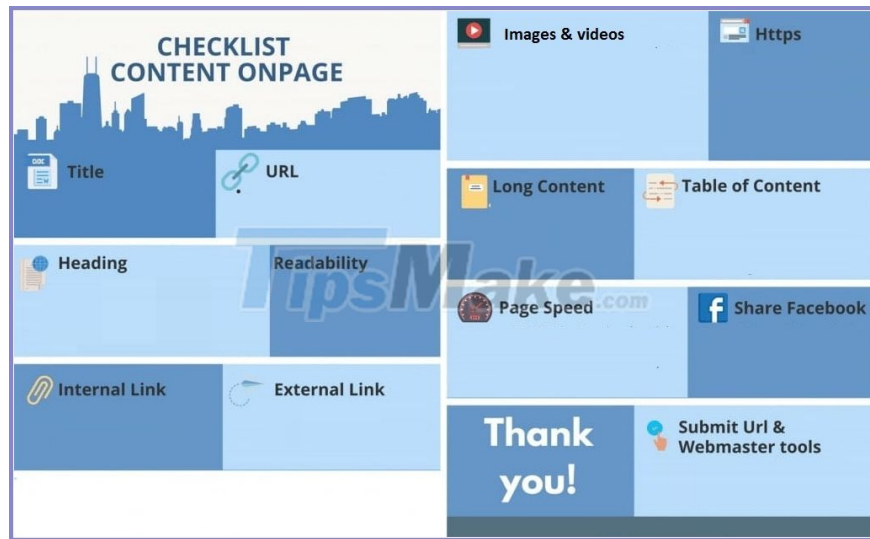 CHECKLIST
CONTENT ONPAGE
DOC
Title
URL
Heading
Readability
Internal Link
External Link
Images & videos
Https
Long Content
Table of Content
TipsMake.com
Page Speed
Share Facebook
Thank
you!
Submit Url &
Webmaster tools